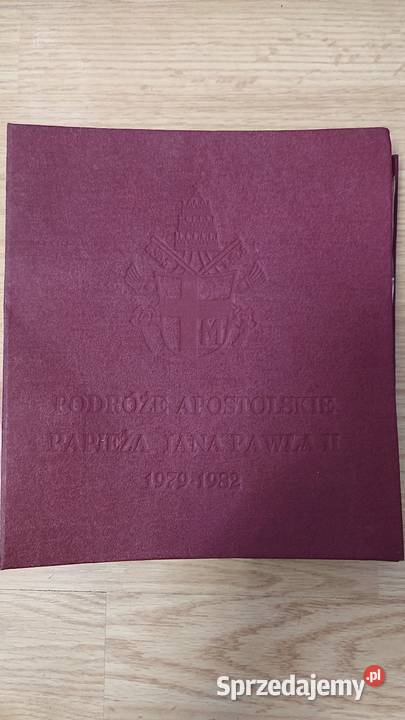 PODRÓŻE APOSTOLSKIE
PAPIEŻA JANA PAWŁA II
1979-1982
Sprzedajemy.pl